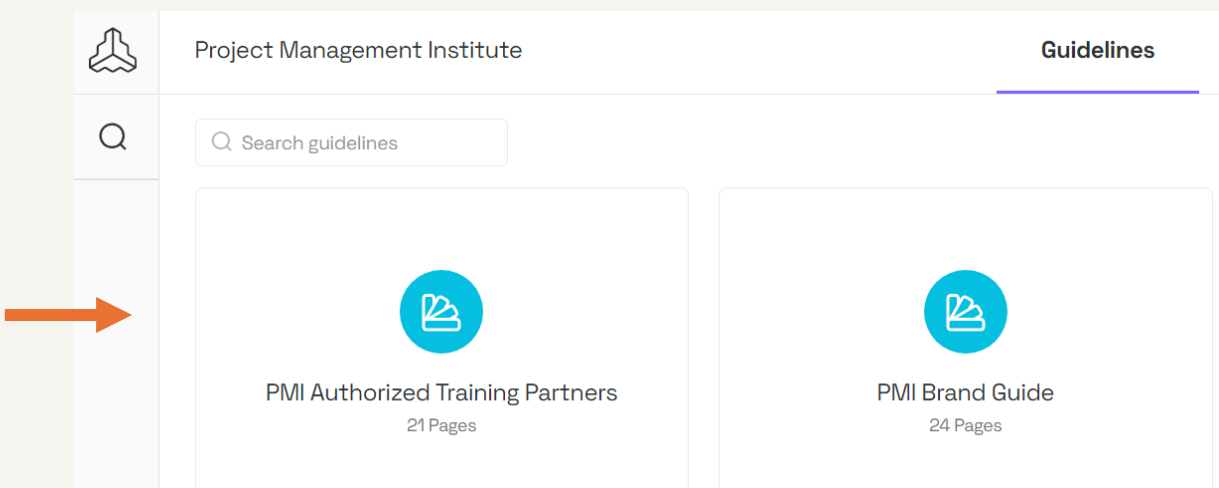 Project Management Institute
Guidelines
Search guidelines
PMI Authorized Training Partners
21 Pages
PMI Brand Guide
24 Pages